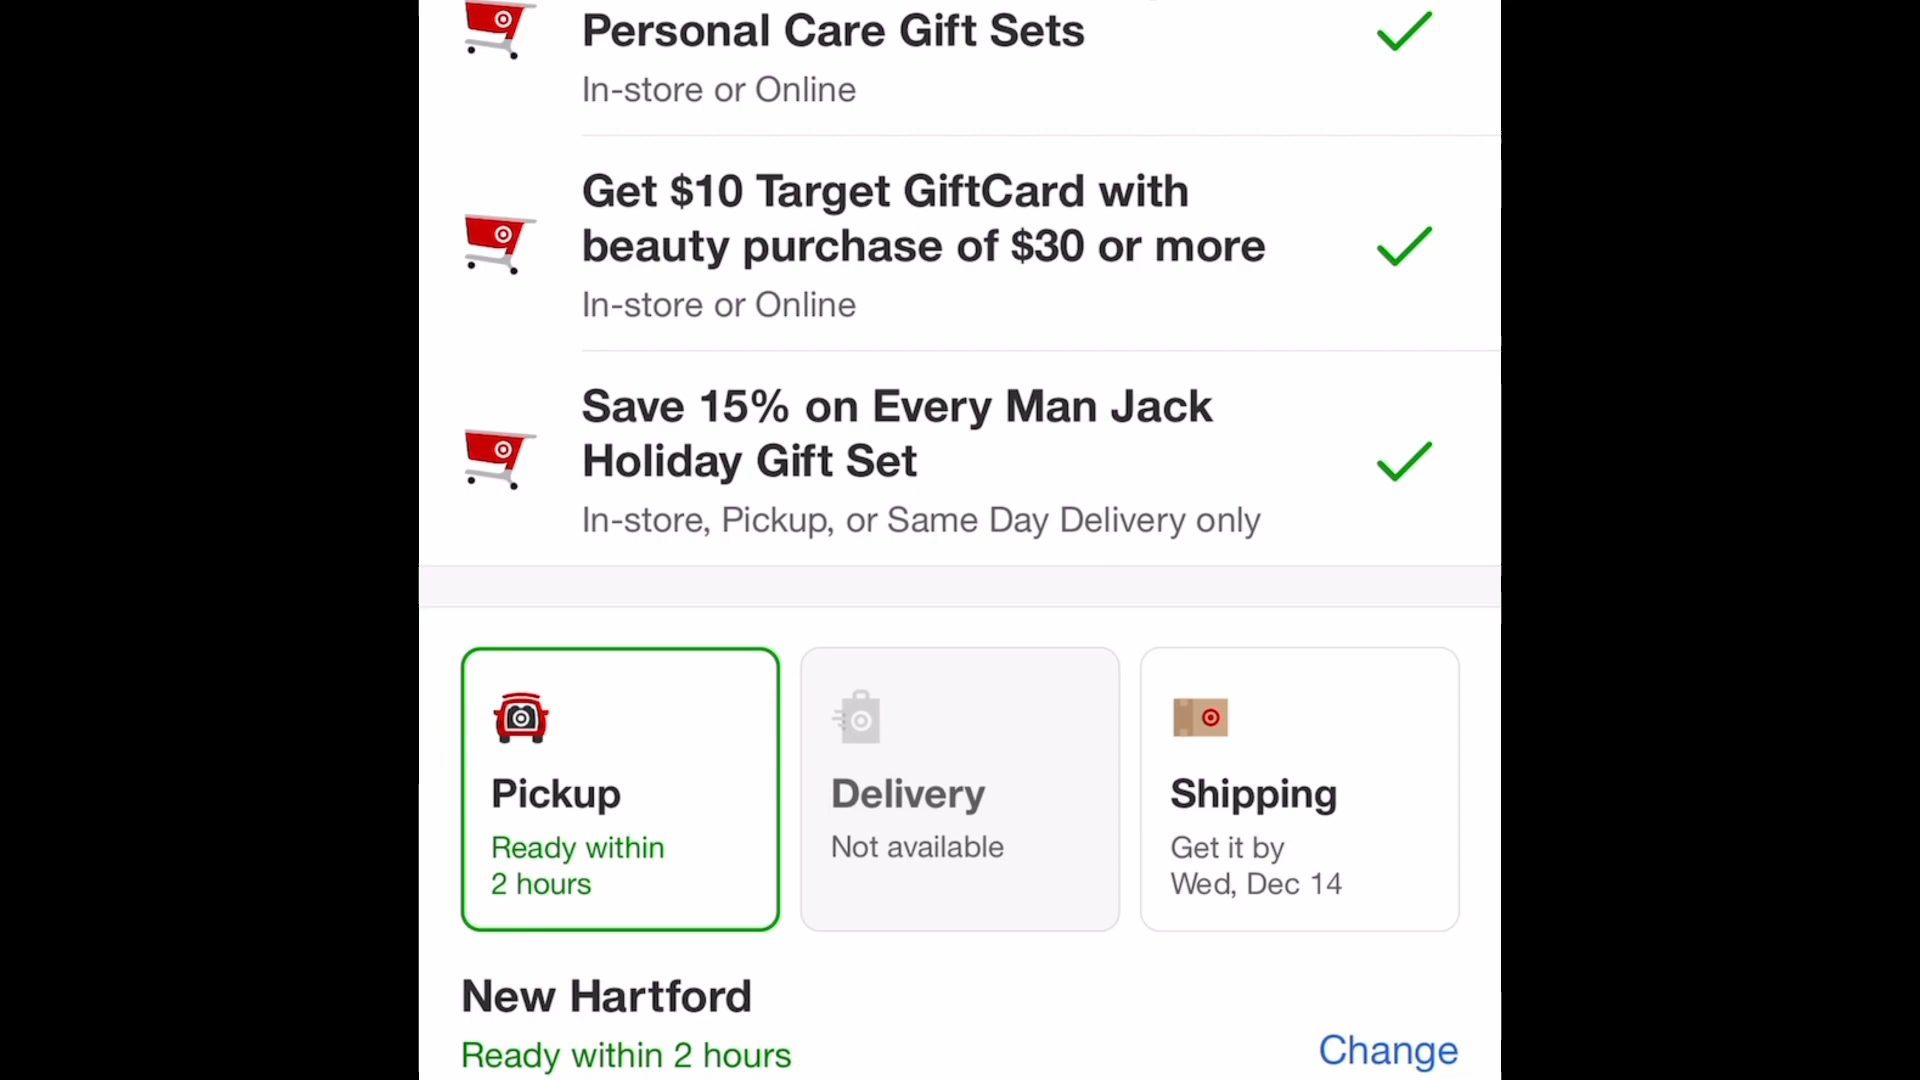 Personal Care Gift Sets
In-store or Online
Get $10 Target GiftCard with
beauty purchase of $30 or more
In-store or Online
Save 15% on Every Man Jack
Holiday Gift Set
In-store, Pickup, or Same Day Delivery only
Pickup
Ready within
2 hours
Delivery
Not available
Shipping
Get it by
Wed, Dec 14
New Hartford
Ready within 2 hours
Change